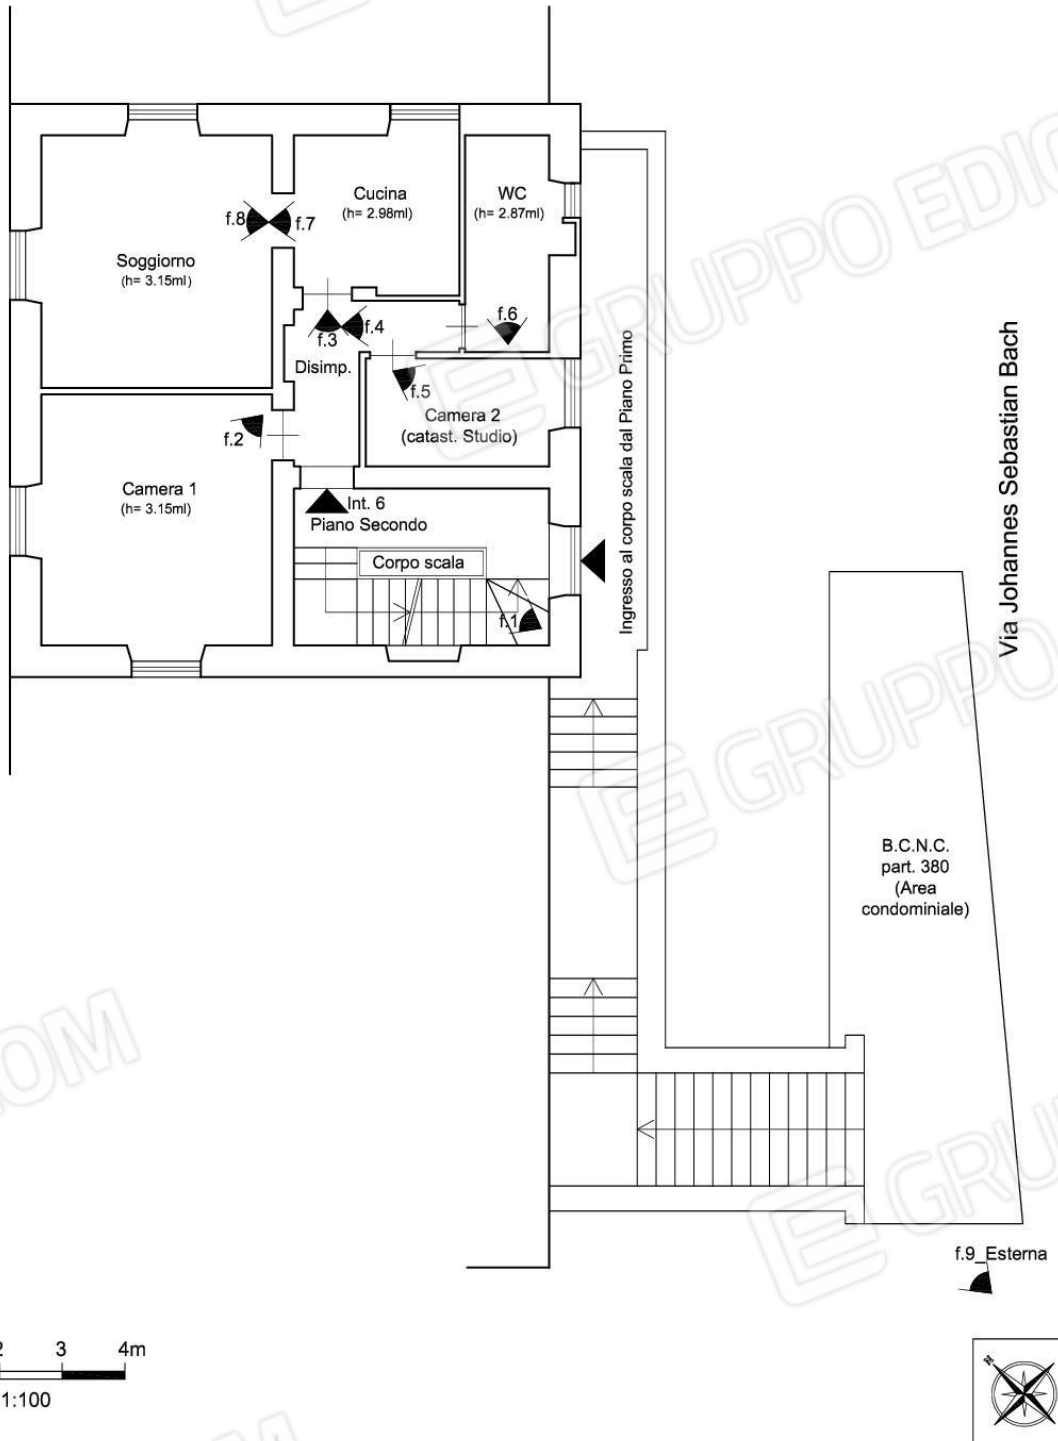 GRUPPO EDIC
Cucina
(h= 2.98ml)
WC
(h= 2.87ml)
f.8
f.7
Soggiorno
(h= 3.15ml)
f.6
f.3
f.4
Disimp.
f.5
Camera 2
(catast. Studio)
f.2
Camera 1
(h= 3.15ml)
Int. 6
Piano Secondo
Corpo scala
f.1
Ingresso al corpo scala dal Piano Primo
Via Johannes Sebastian Bach
GRUPPO
GRUPPO
B.C.N.C.
part. 380
(Area
condominiale)
OM
GRU
f.9_Esterna
2 3 4m
1:100
N